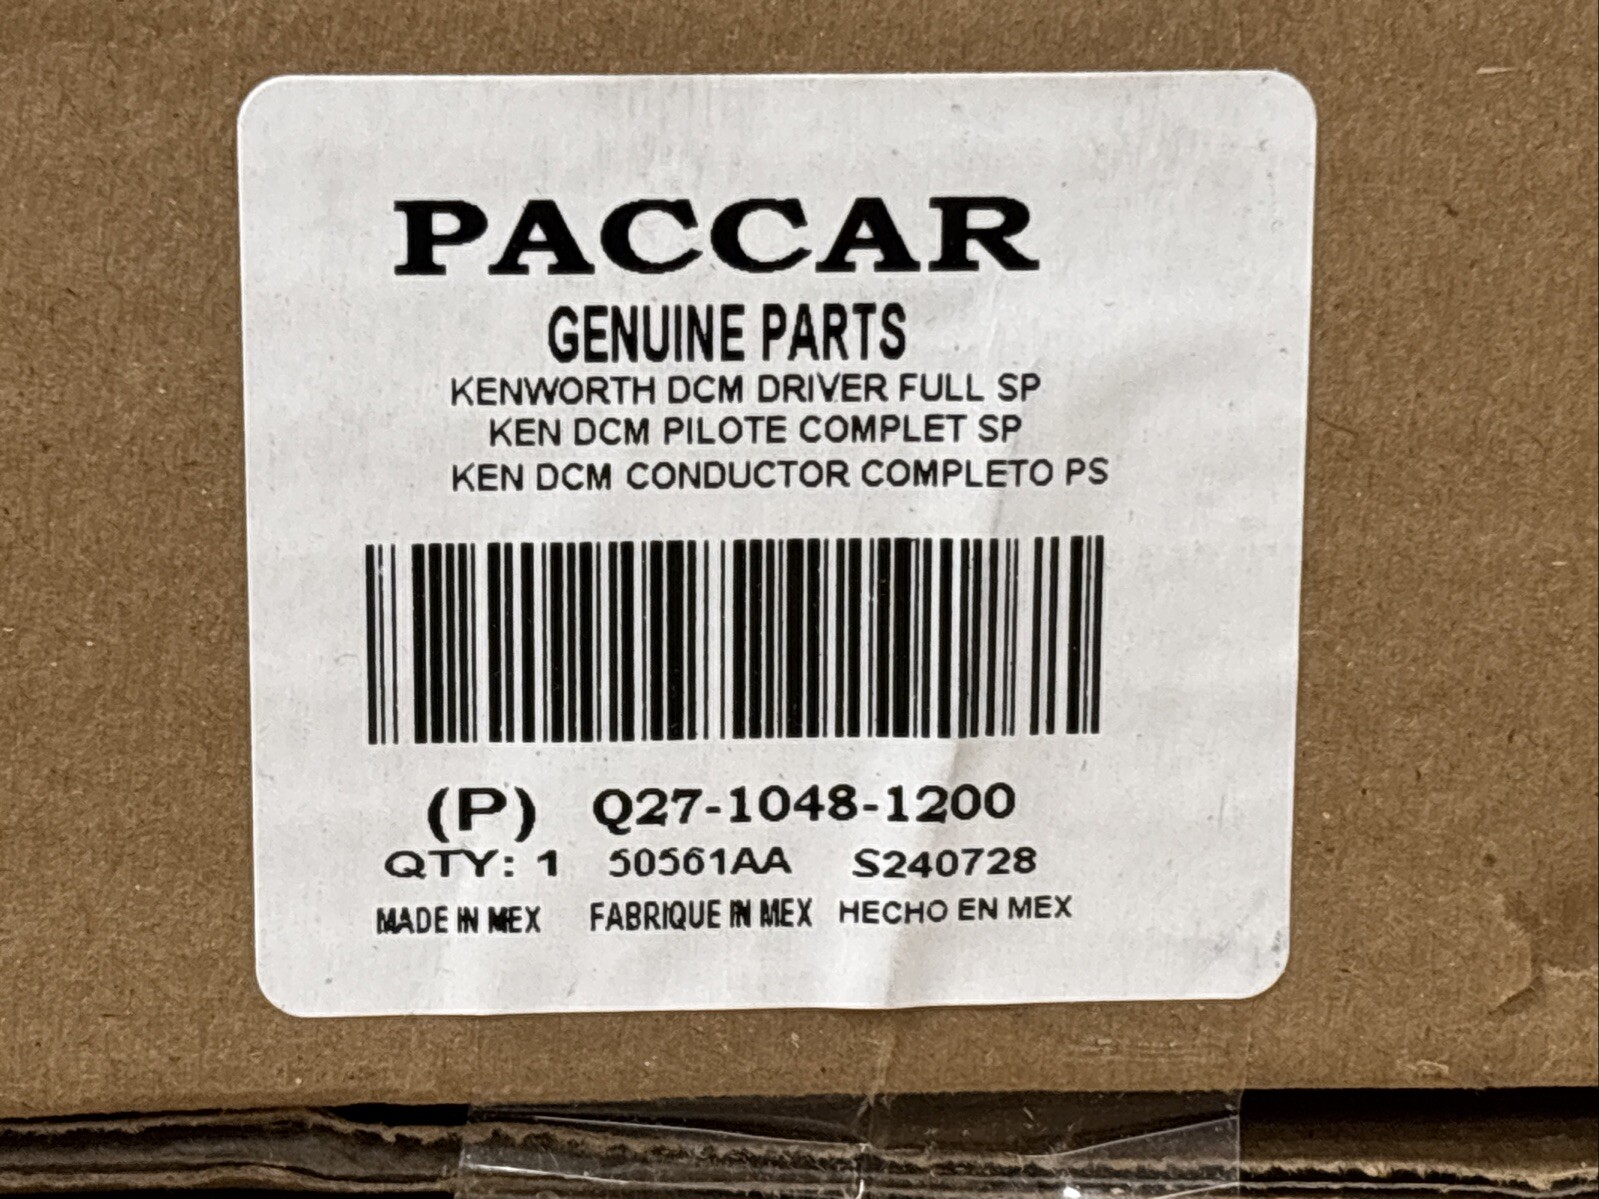 PACCAR
GENUINE PARTS
KENWORTH DCM DRIVER FULL SP
KEN DCM PILOTE COMPLET SP
KEN DCM CONDUCTOR COMPLETO PS
(P) Q27-1048-1200
QTY: 1 50561AA S240728
MADE IN MEX FABRIQUE IN MEX HECHO EN MEX